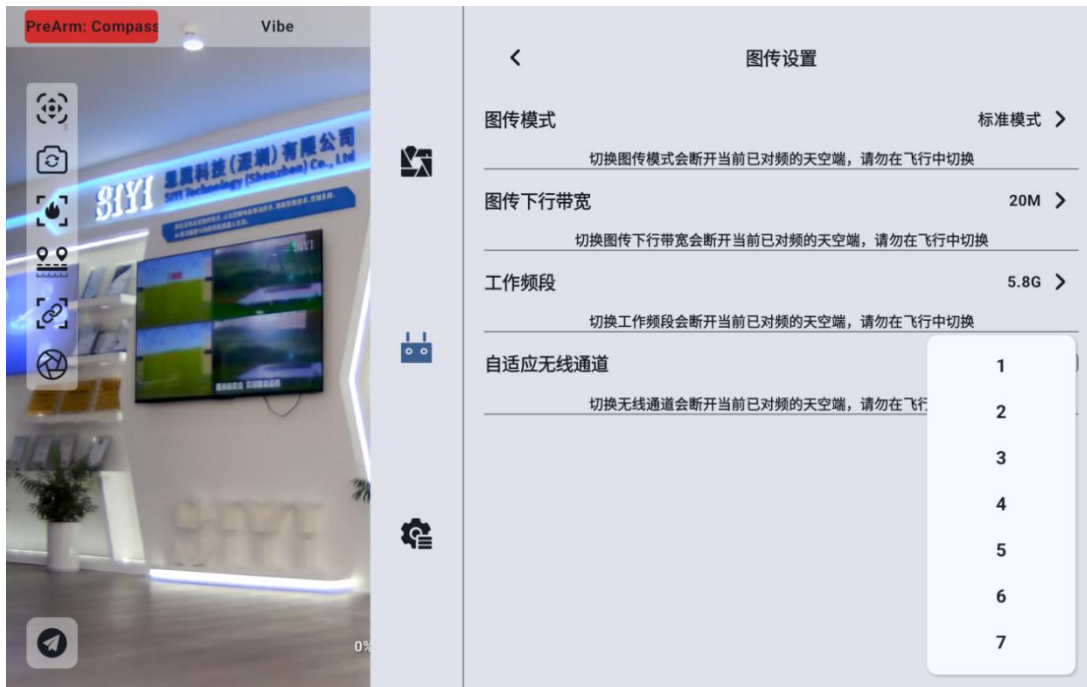 PreArm: Compass
Vibe
SIYI
思翼科技(深圳)有限公司
SIYI Technology (Shenzhen) Co., Ltd
SIYI
SIYI
0%
图传设置
图传模式
标准模式
切换图传模式会断开当前已对频的天空端，请勿在飞行中切换
图传下行带宽
20M
切换图传下行带宽会断开当前已对频的天空端，请勿在飞行中切换
工作频段
5.8G
切换工作频段会断开当前已对频的天空端，请勿在飞行中切换
自适应无线通道
切换无线通道会断开当前已对频的天空端，请勿在飞
1
2
3
4
5
6
7